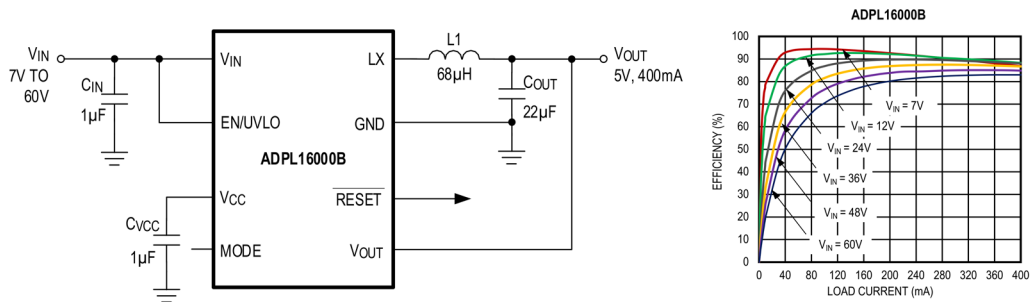 VIN
7V TO
60V
CIN
1µF
VIN
EN/UVLO
VCC
MODE
CVCC
1µF
ADPL16000B
LX
GND
RESET
VOUT
L1
68µH
COUT
22µF
VOUT
5V, 400mA
ADPL16000B
EFFICIENCY (%)
100
90
80
70
60
50
40
30
20
10
0
VIN = 7V
VIN = 12V
VIN = 24V
VIN = 36V
VIN = 48V
VIN = 60V
0 40 80 120 160 200 240 280 320 360 400
LOAD CURRENT (mA)